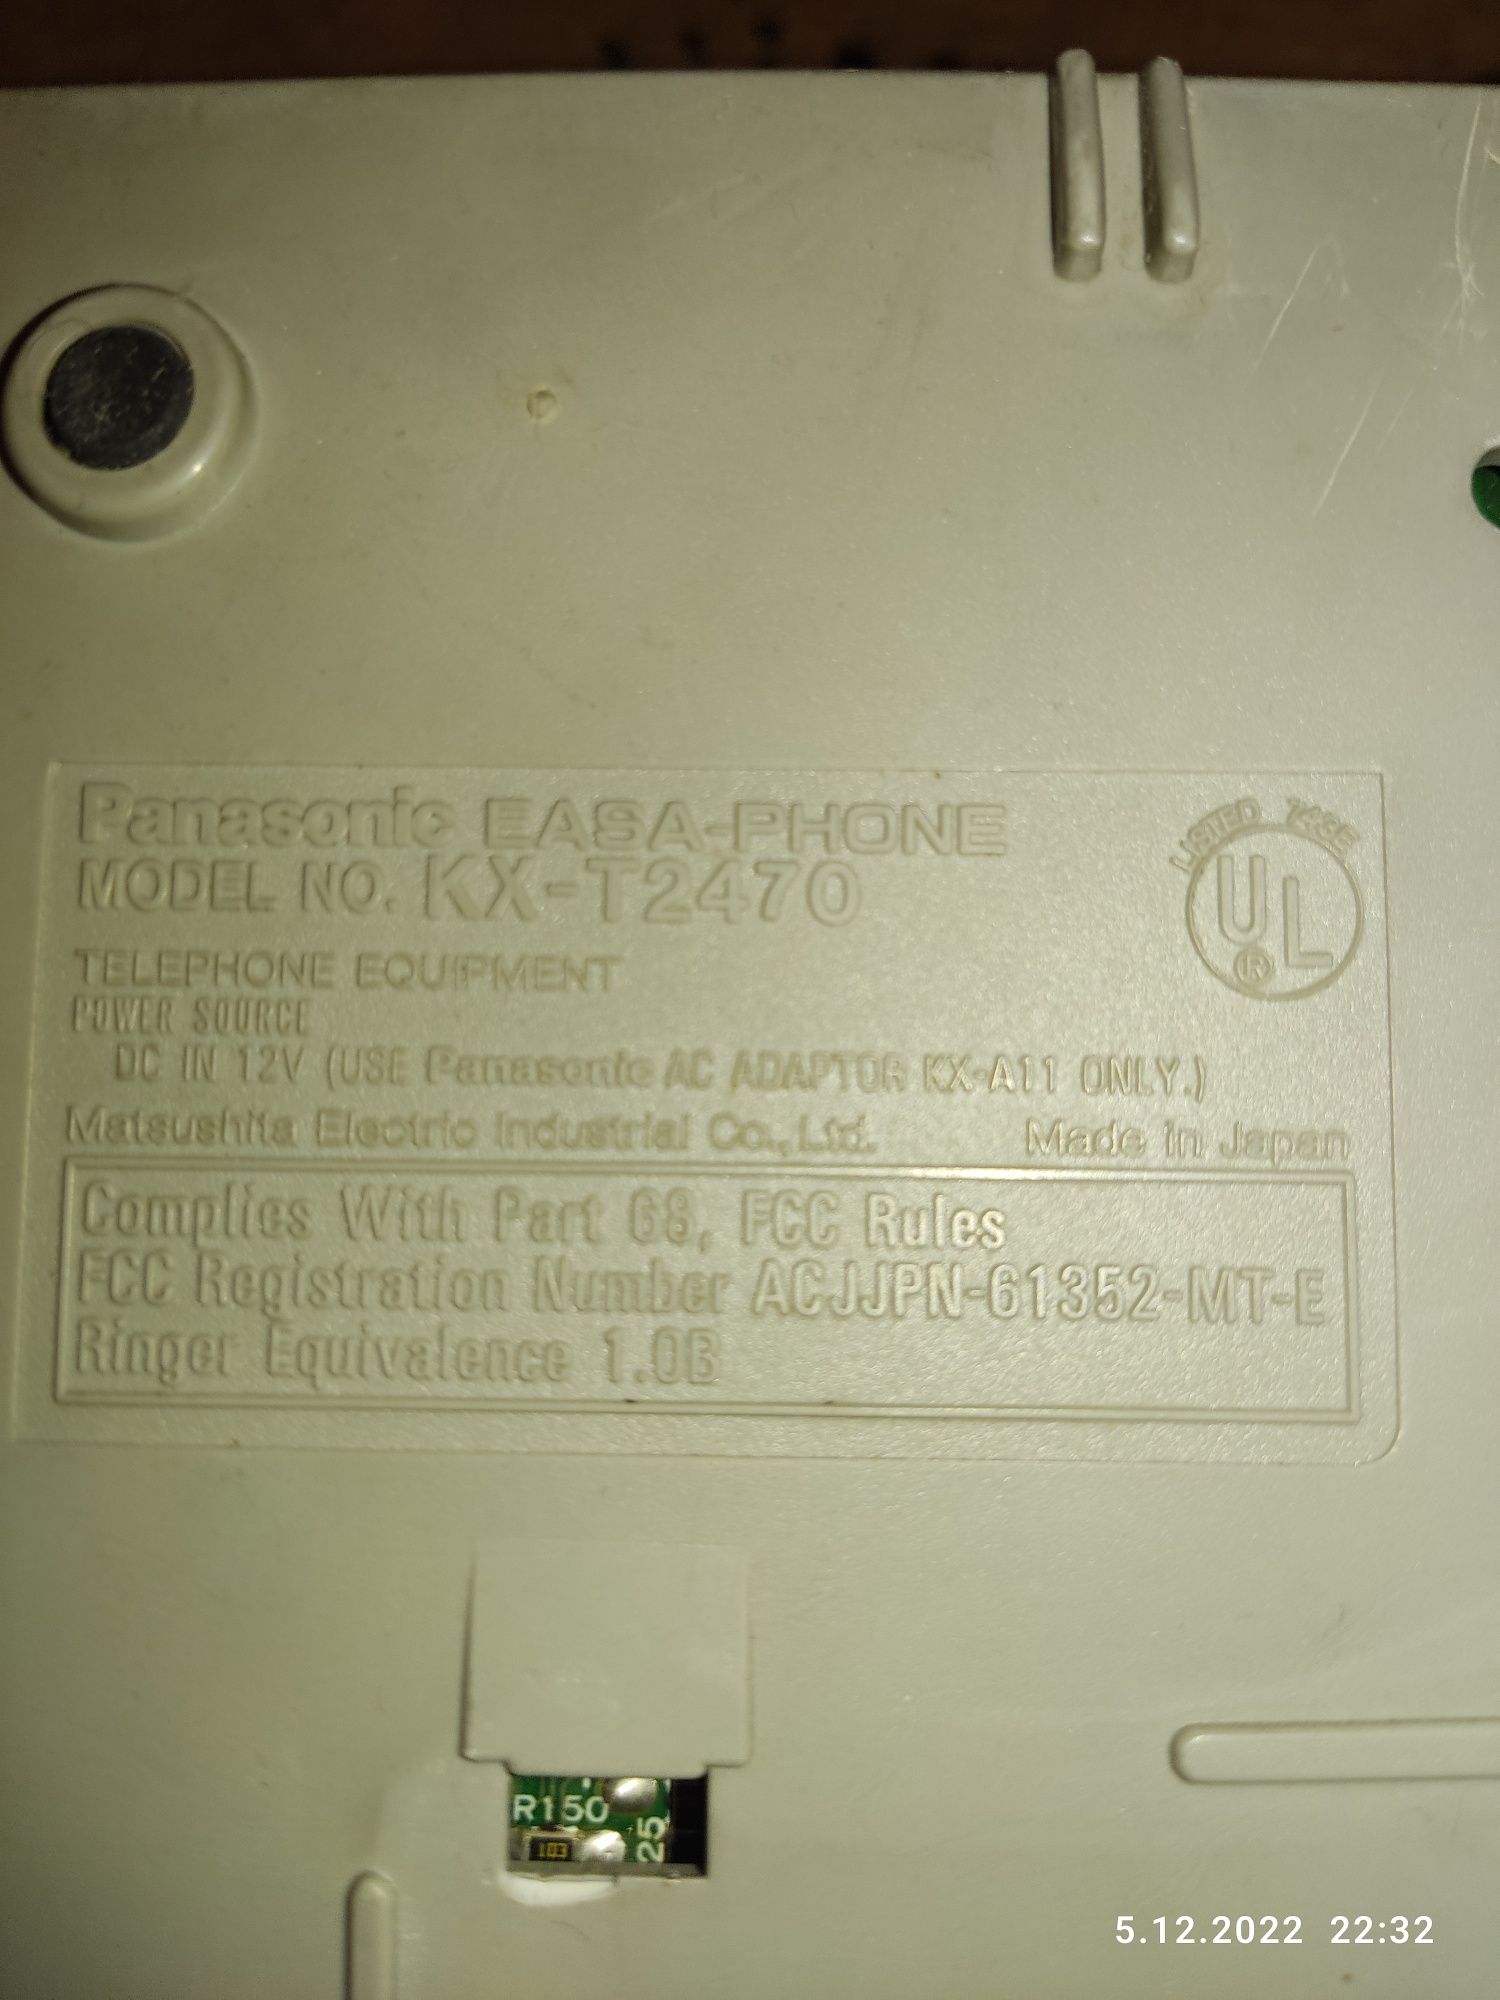 Panasonic EASA-PHONE
MODEL NO. KX-T2470
LISTED 743E
UL
®
TELEPHONE EQUIPMENT
POWER SOURCE
DC IN 12V (USE Panasonic AC ADAPTOR KX-A11 ONLY.)
Matsushita Electric Industrial Co., Ltd. Made in Japan
Complies With Part 68, FCC Rules
FCC Registration Number ACJJPN-61352-MT-E
Ringer Equivalence 1.0B
R150
25
103
5.12.2022 22:32